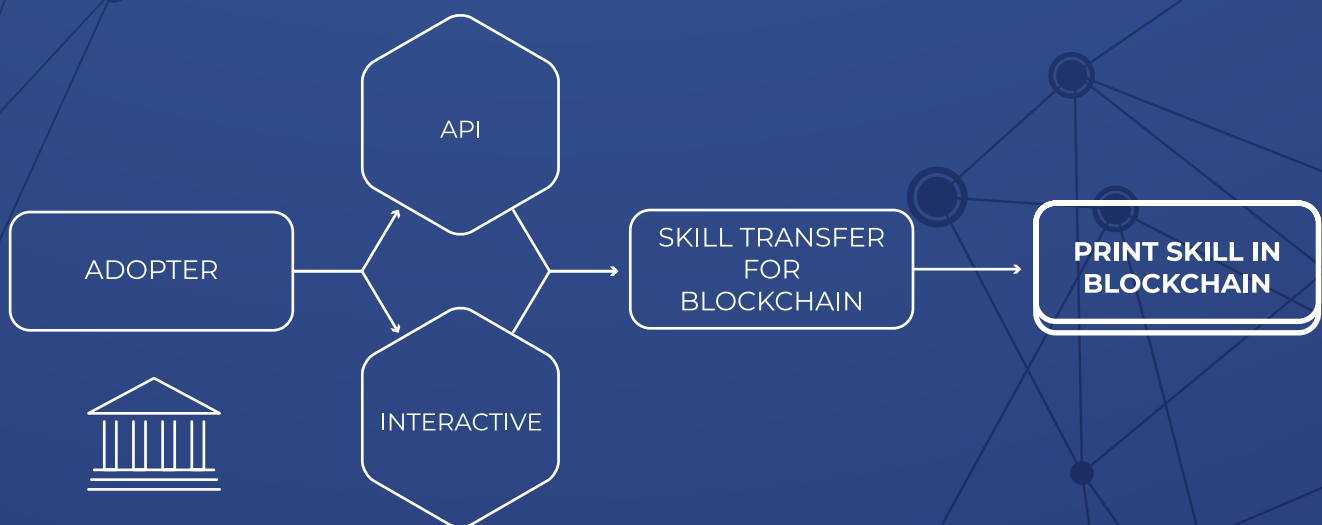 API
ADOPTER
INTERACTIVE
SKILL TRANSFER
FOR
BLOCKCHAIN
PRINT SKILL IN
BLOCKCHAIN